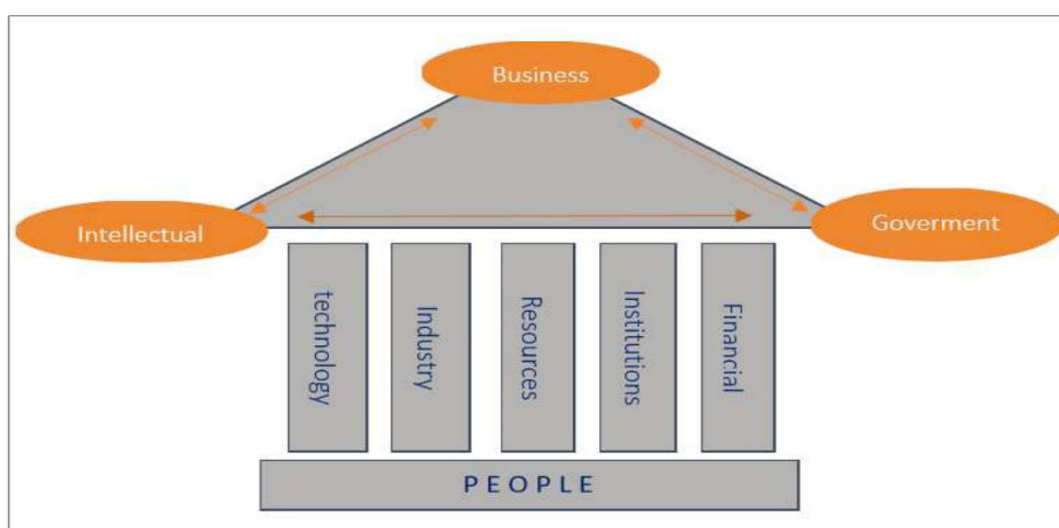 Business
Intellectual
Goverment
technology
Industry
Resources
Institutions
Financial
PEOPLE